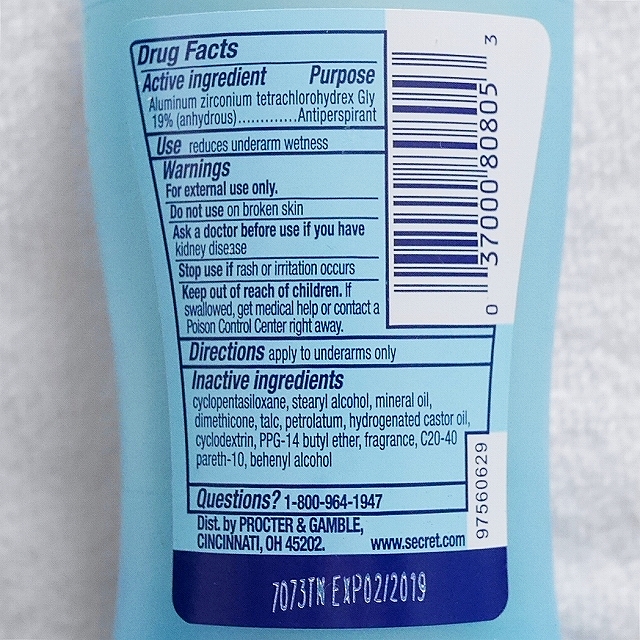 Drug Facts
Active ingredient Purpose
Aluminum zirconium tetrachlorohydrex Gly
19% (anhydrous).............Antiperspirant
Use reduces underarm wetness
Warnings
For external use only.
Do not use on broken skin
Ask a doctor before use if you have
kidney disease
Stop use if rash or irritation occurs
Keep out of reach of children. If
swallowed, get medical help or contact a
Poison Control Center right away.
Directions apply to underarms only
Inactive ingredients
cyclopentasiloxane, stearyl alcohol, mineral oil,
dimethicone, talc, petrolatum, hydrogenated castor oil,
cyclodextrin, PPG-14 butyl ether, fragrance, C20-40
pareth-10, behenyl alcohol
Questions? 1-800-964-1947
Dist. by PROCTER & GAMBLE,
CINCINNATI, OH 45202. www.secret.com
0 37000 80805 3
97560629
7073TN EXP02/2019